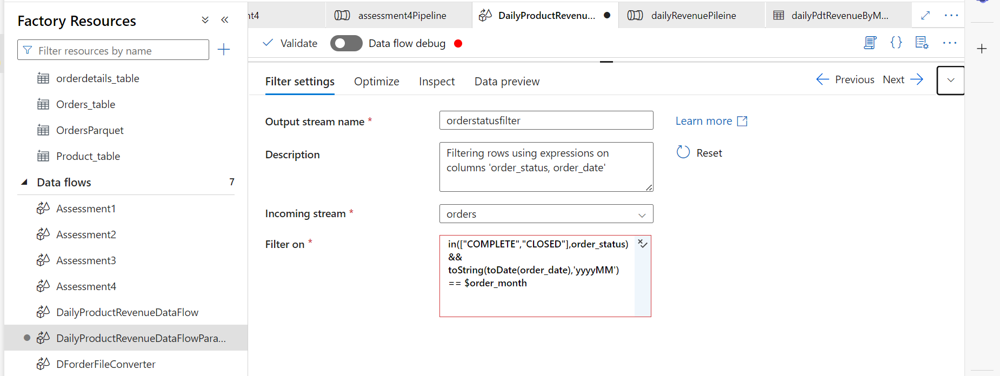 Factory Resources
Filter resources by name
orderdetails_table
Orders_table
OrdersParquet
Product_table
Data flows 7
Assessment1
Assessment2
Assessment3
Assessment4
DailyProductRevenueDataFlow
DailyProductRevenueDataFlowPara...
DForderFileConverter
nt4 assessment4Pipeline DailyProductRevenu... dailyRevenuePileine dailyPdtRevenueByM...
Validate Data flow debug
Filter settings Optimize Inspect Data preview Previous Next
Output stream name * orderstatusfilter Learn more
Description Filtering rows using expressions on
columns 'order_status, order_date'
Reset
Incoming stream * orders
Filter on * in(["COMPLETE","CLOSED"],order_status)
&&
toString(toDate(order_date),'yyyyMM')
== $order_month